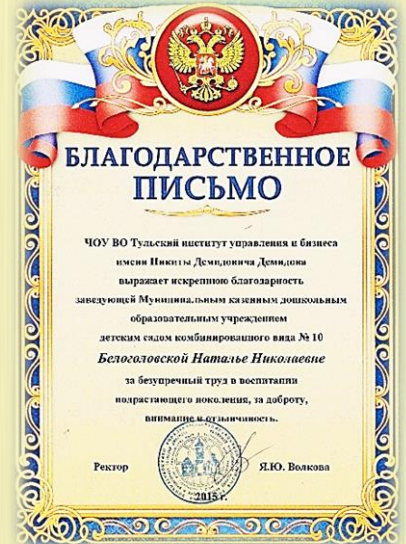 БЛАГОДАРСТВЕННОЕ
ПИСЬМО
ЧОУ ВО Тульский институт управления и бизнеса
имени Никиты Демидовича Демидова
выражает искреннюю благодарность
заведующей Муниципальным казенным дошкольным
образовательным учреждением
детским садом комбинированного вида № 10
Белоголовской Наталье Николаевне
за безупречный труд в воспитании
подрастающего поколения, за доброту,
внимание и отзывчивость.
Ректор Я.Ю. Волкова
2015 г.